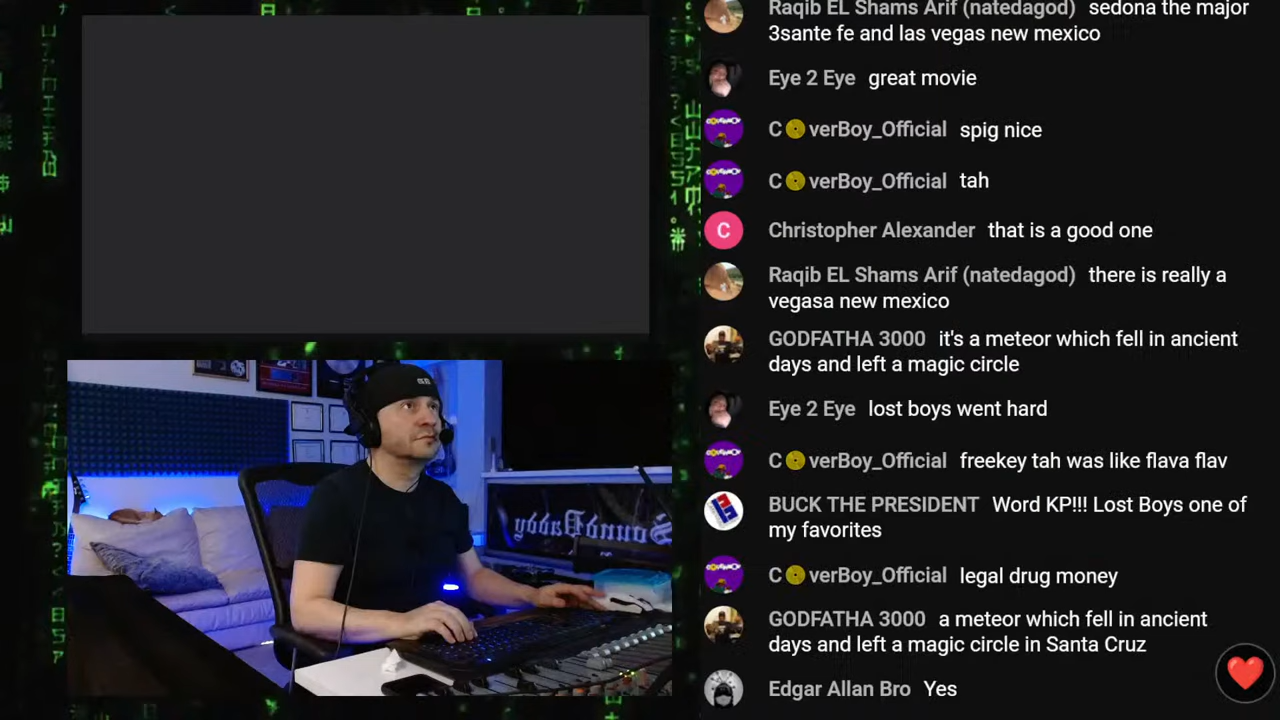 Raqib EL Shams Arif (natedagod) sedona the major
3sante fe and las vegas new mexico
Eye 2 Eye great movie
C verBoy_Official spig nice
C verBoy_Official tah
C
Christopher Alexander that is a good one
Raqib EL Shams Arif (natedagod) there is really a
vegasa new mexico
GODFATHA 3000 it's a meteor which fell in ancient
days and left a magic circle
Eye 2 Eye lost boys went hard
C verBoy_Official freekey tah was like flava flav
BUCK THE PRESIDENT Word KP!!! Lost Boys one of
my favorites
C verBoy_Official legal drug money
GODFATHA 3000 a meteor which fell in ancient
days and left a magic circle in Santa Cruz
Edgar Allan Bro Yes
SoundDaddy